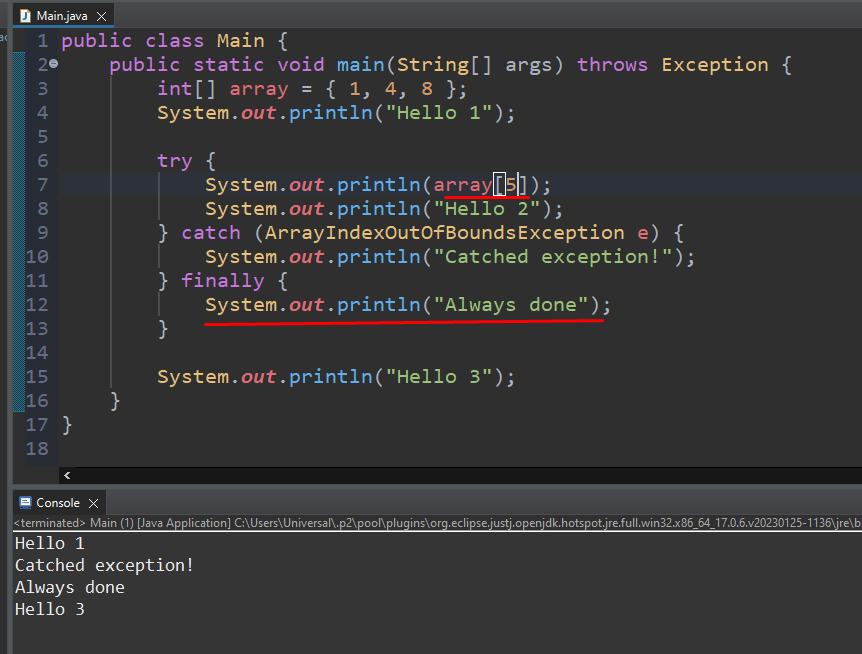 Main.java
1 public class Main {
2 public static void main(String[] args) throws Exception {
3 int[] array = { 1, 4, 8 };
4 System.out.println("Hello 1");
5
6 try {
7 System.out.println(array[5]);
8 System.out.println("Hello 2");
9 } catch (ArrayIndexOutOfBoundsException e) {
10 System.out.println("Catched exception!");
11 } finally {
12 System.out.println("Always done");
13 }
14
15 System.out.println("Hello 3");
16 }
17 }
18
Console
<terminated> Main (1) [Java Application] C:\Users\Universal\.p2\pool\plugins\org.eclipse.justj.openjdk.hotspot.jre.full.win32.x86_64_17.0.6.v20230125-1136\jre\b
Hello 1
Catched exception!
Always done
Hello 3